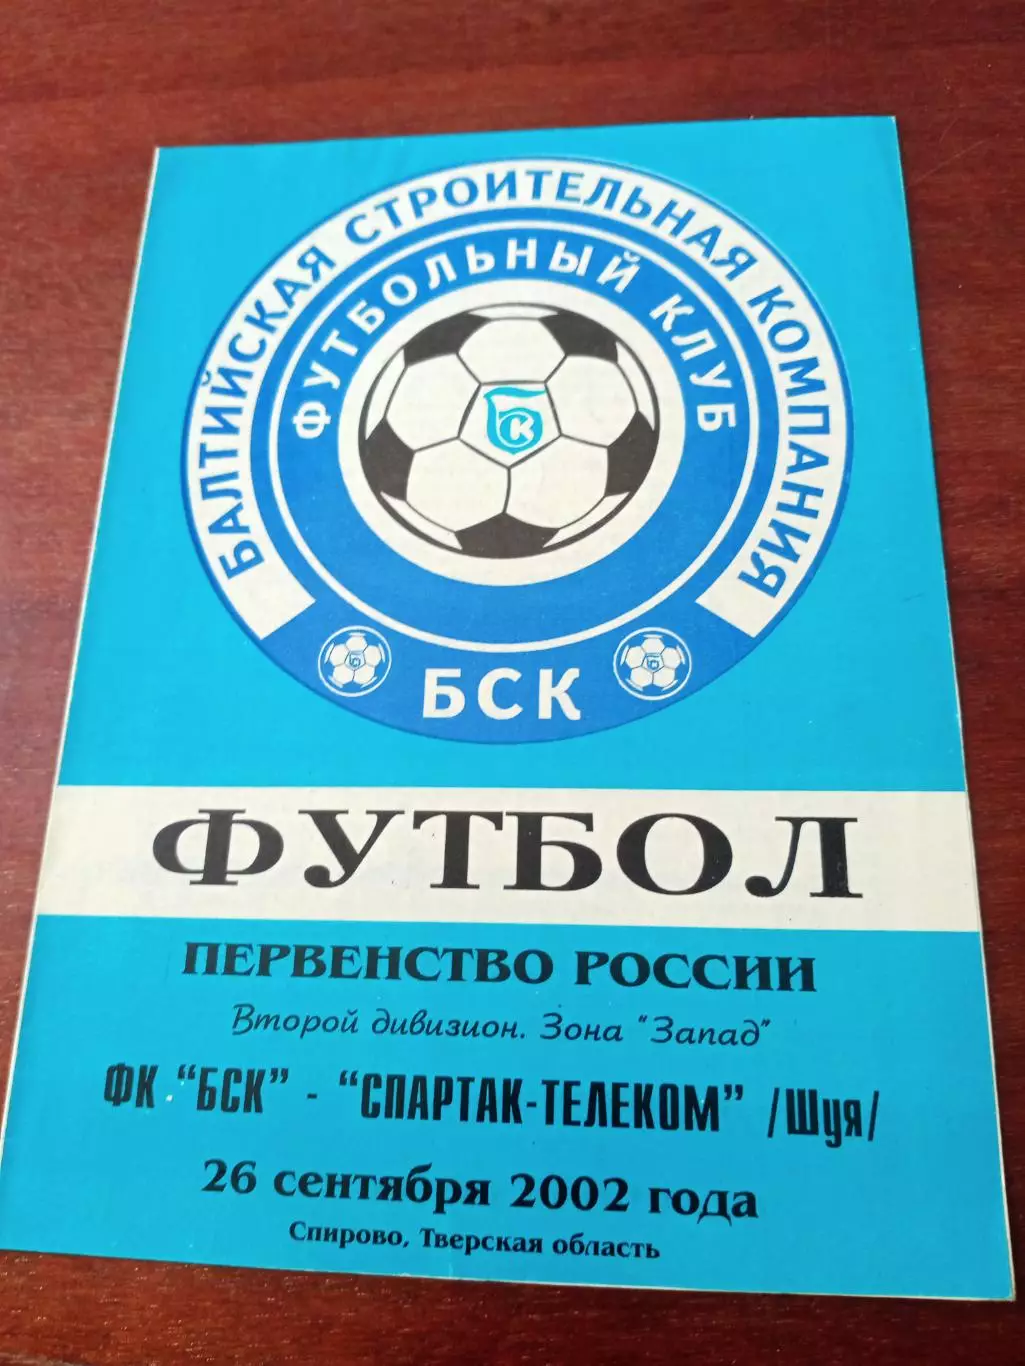 БАЛТИЙСКАЯ СТРОИТЕЛЬНАЯ КОМПАНИЯ
ФУТБОЛЬНЫЙ КЛУБ
БСК
ФУТБОЛ
ПЕРВЕНСТВО РОССИИ
Второй дивизион. Зона "Запад"
ФК "БСК" - "СПАРТАК-ТЕЛЕКОМ" /Шуя/
26 сентября 2002 года
Спирово, Тверская область